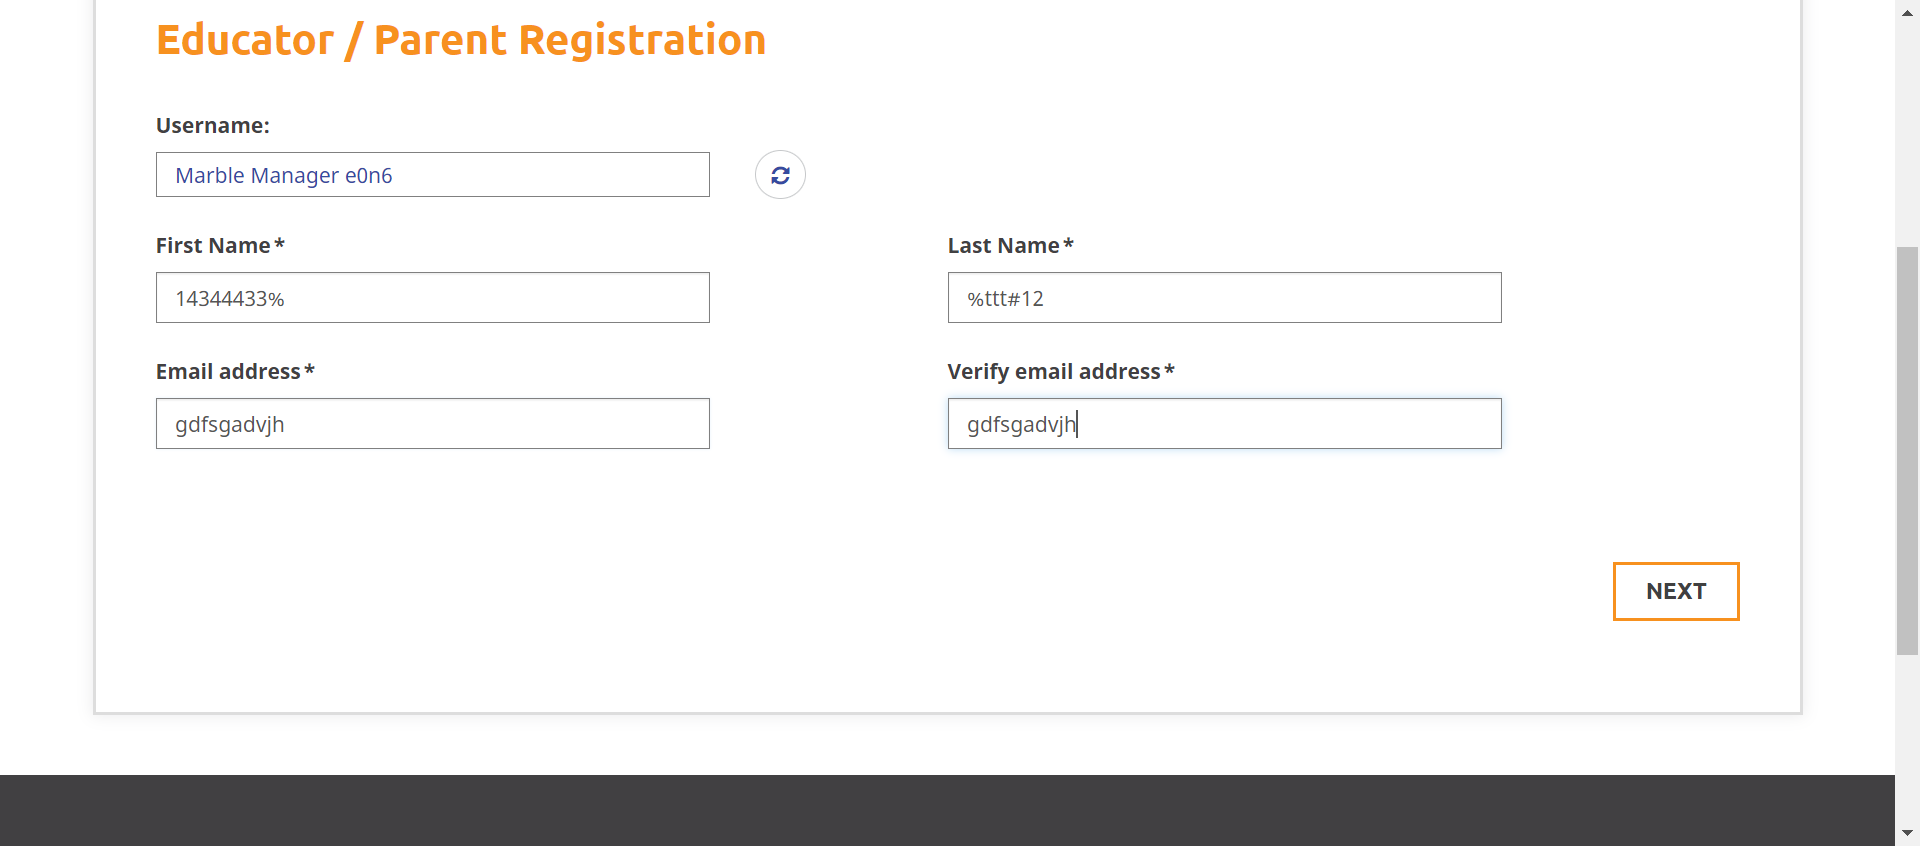 Educator / Parent Registration
Username:
Marble Manager e0n6
First Name*
Last Name*
14344433%
%ttt#12
Email address*
Verify email address*
gdfsgadvjh
gdfsgadvjh
NEXT